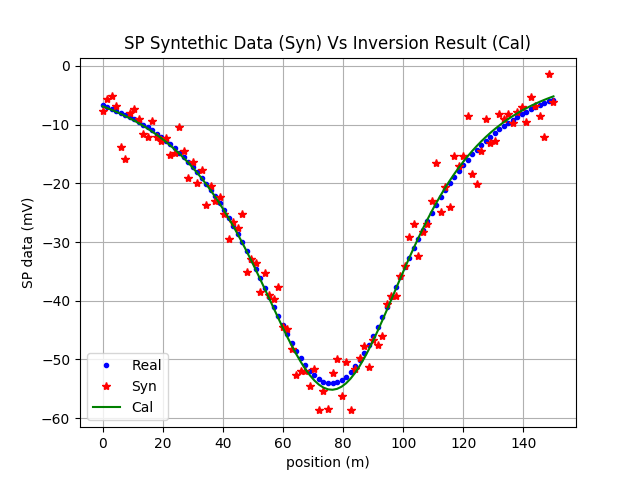 SP Syntethic Data (Syn) Vs Inversion Result (Cal)
0
−10
−20
−30
−40
−50
−60
SP data (mV)
Real
Syn
Cal
0 20 40 60 80 100 120 140
position (m)